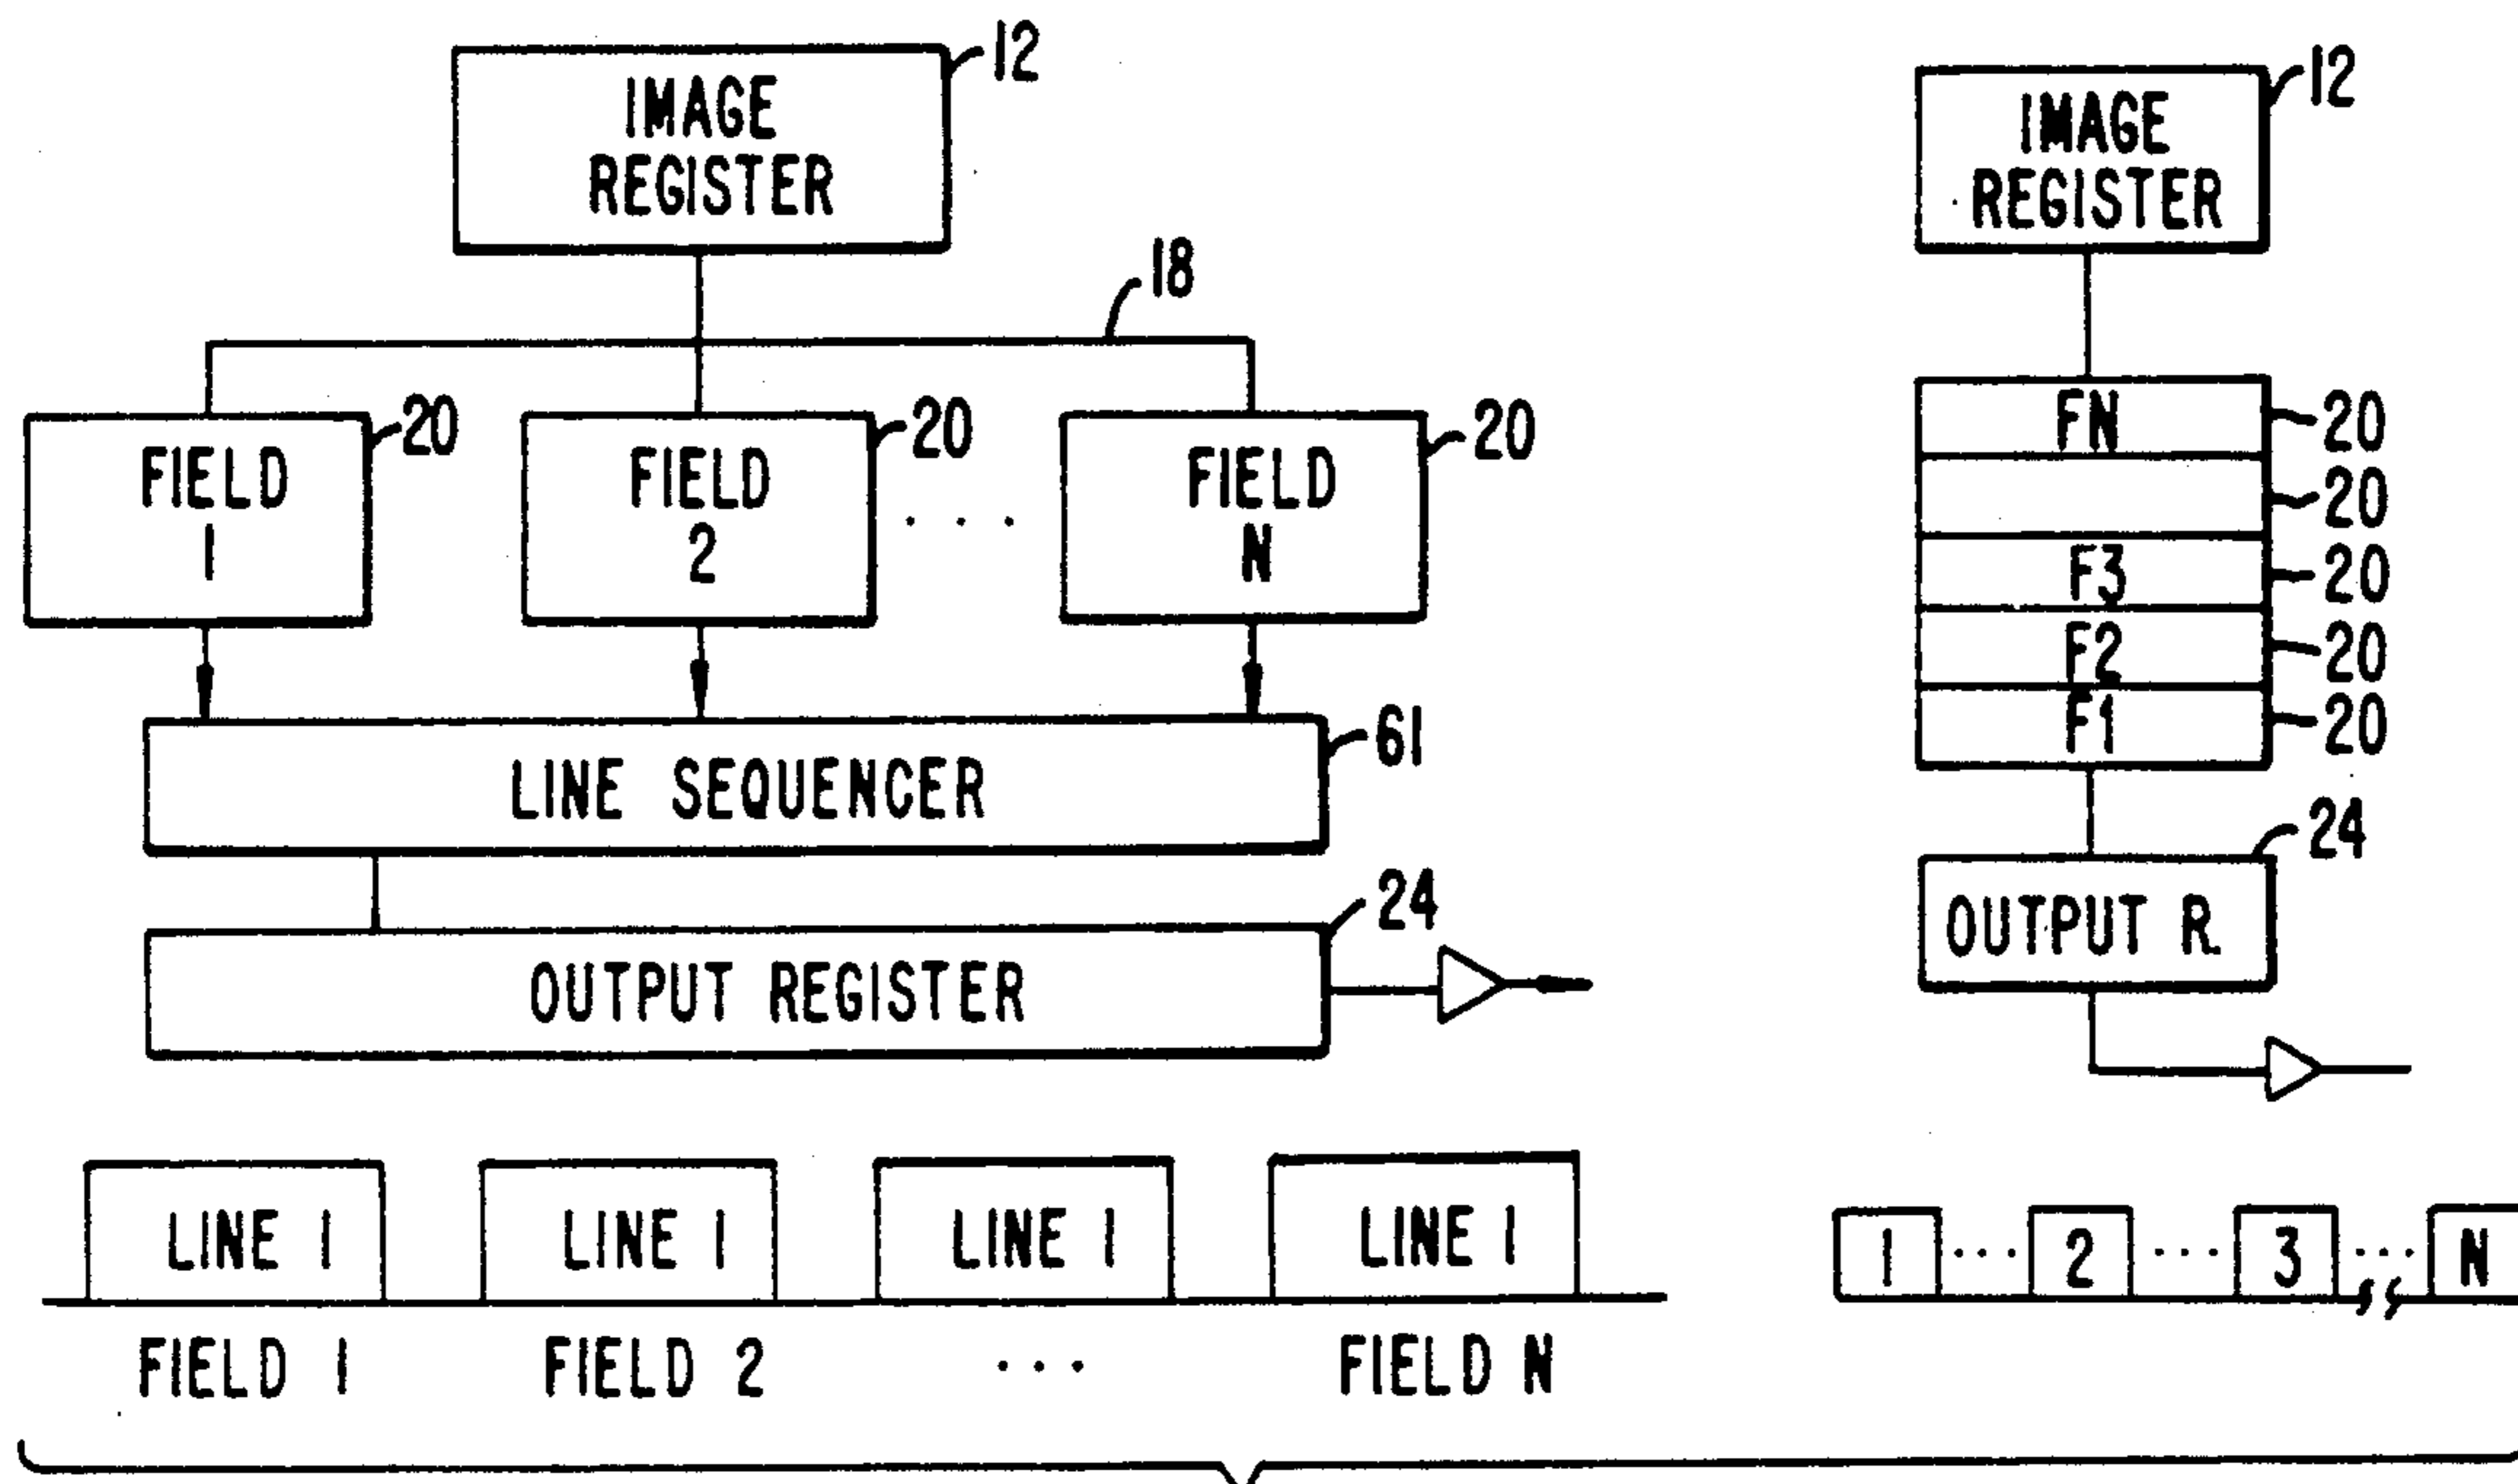 IMAGE
REGISTER
12
18
FIELD
1
20
FIELD
2
20
. . .
FIELD
N
20
LINE SEQUENCER
61
OUTPUT REGISTER
24
LINE 1
LINE 1
LINE 1
LINE 1
FIELD 1
FIELD 2
...
FIELD N
IMAGE
REGISTER
12
FN
20
20
F3
20
F2
20
F1
20
OUTPUT R.
24
1 ... 2 ... 3 ... N